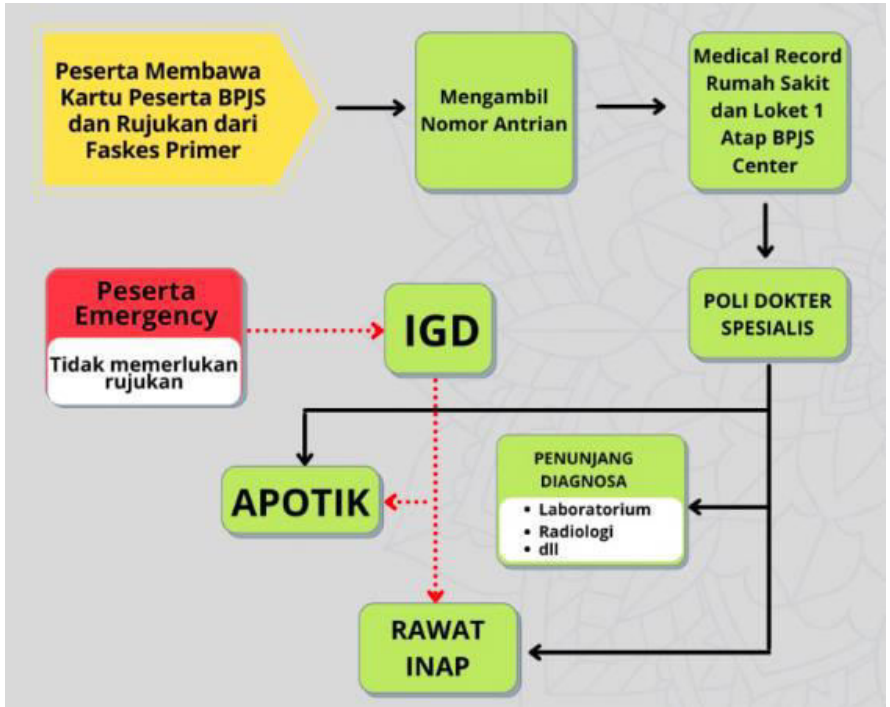 Peserta Membawa
Kartu Peserta BPJS
dan Rujukan dari
Faskes Primer
Mengambil
Nomor Antrian
Medical Record
Rumah Sakit
dan Loket 1
Atap BPJS
Center
POLI DOKTER
SPESIALIS
Peserta
Emergency
Tidak memerlukan
rujukan
IGD
APOTIK
PENUNJANG
DIAGNOSA
• Laboratorium
• Radiologi
• dll
RAWAT
INAP